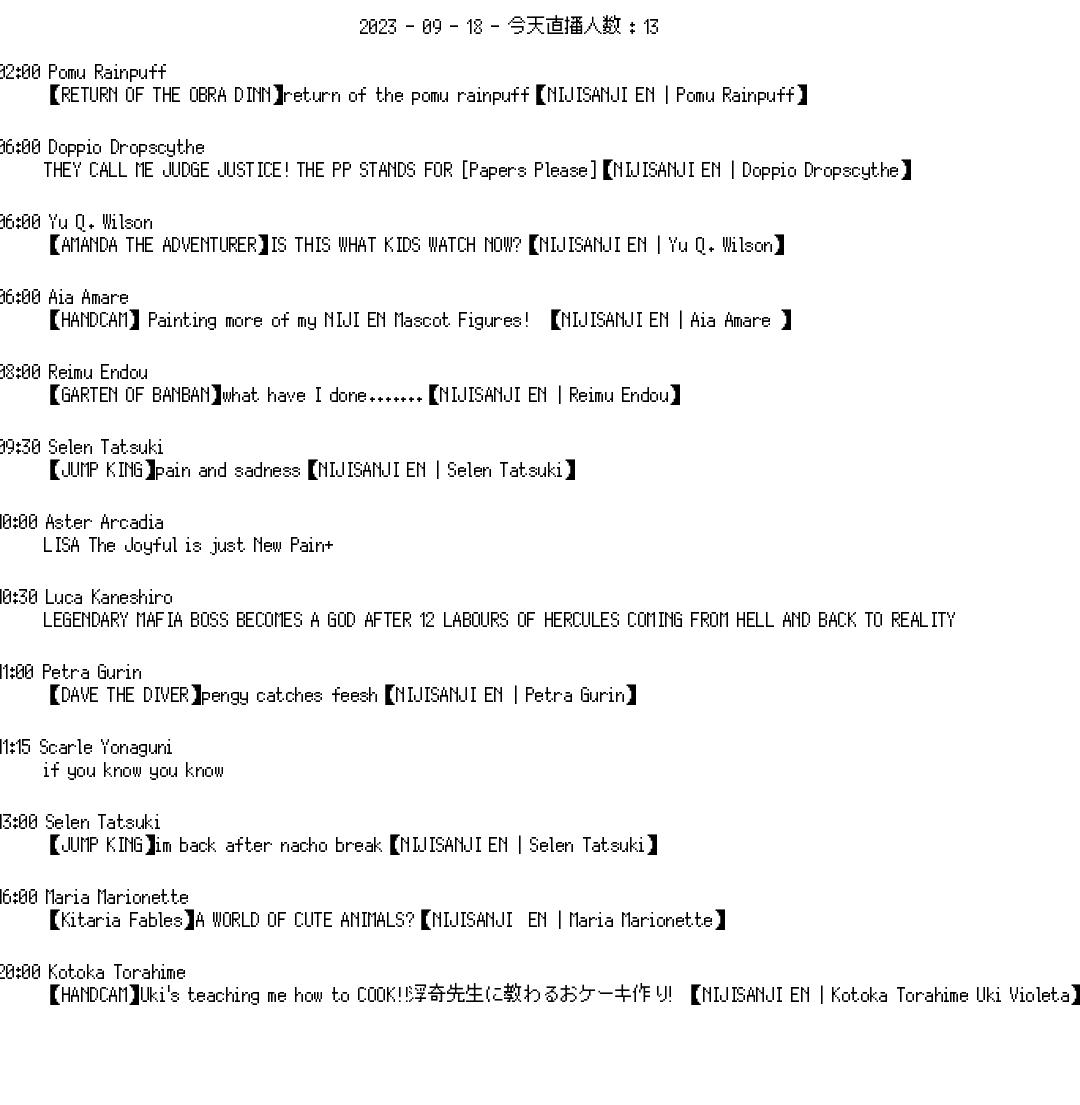 2023 - 09 - 18 - 今天直播人数 : 13
02:00 Pomu Rainpuff
【RETURN OF THE OBRA DINN】return of the pomu rainpuff【NIJISANJI EN | Pomu Rainpuff】
06:00 Doppio Dropscythe
THEY CALL ME JUDGE JUSTICE! THE PP STANDS FOR [Papers Please]【NIJISANJI EN | Doppio Dropscythe】
06:00 Yu Q. Wilson
【AMANDA THE ADVENTURER】IS THIS WHAT KIDS WATCH NOW?【NIJISANJI EN | Yu Q. Wilson】
06:00 Aia Amare
【HANDCAM】 Painting more of my NIJI EN Mascot Figures! 【NIJISANJI EN | Aia Amare 】
08:00 Reimu Endou
【GARTEN OF BANBAN】what have I done.......【NIJISANJI EN | Reimu Endou】
09:30 Selen Tatsuki
【JUMP KING】pain and sadness【NIJISANJI EN | Selen Tatsuki】
10:00 Aster Arcadia
LISA The Joyful is just New Pain+
10:30 Luca Kaneshiro
LEGENDARY MAFIA BOSS BECOMES A GOD AFTER 12 LABOURS OF HERCULES COMING FROM HELL AND BACK TO REALITY
11:00 Petra Gurin
【DAVE THE DIVER】pengy catches feesh【NIJISANJI EN | Petra Gurin】
11:15 Scarle Yonaguni
if you know you know
13:00 Selen Tatsuki
【JUMP KING】im back after nacho break【NIJISANJI EN | Selen Tatsuki】
16:00 Maria Marionette
【Kitaria Fables】A WORLD OF CUTE ANIMALS?【NIJISANJI EN | Maria Marionette】
20:00 Kotoka Torahime
【HANDCAM】Uki's teaching me how to COOK!!浮奇先生に教わるおケーキ作り! 【NIJISANJI EN | Kotoka Torahime Uki Violeta】